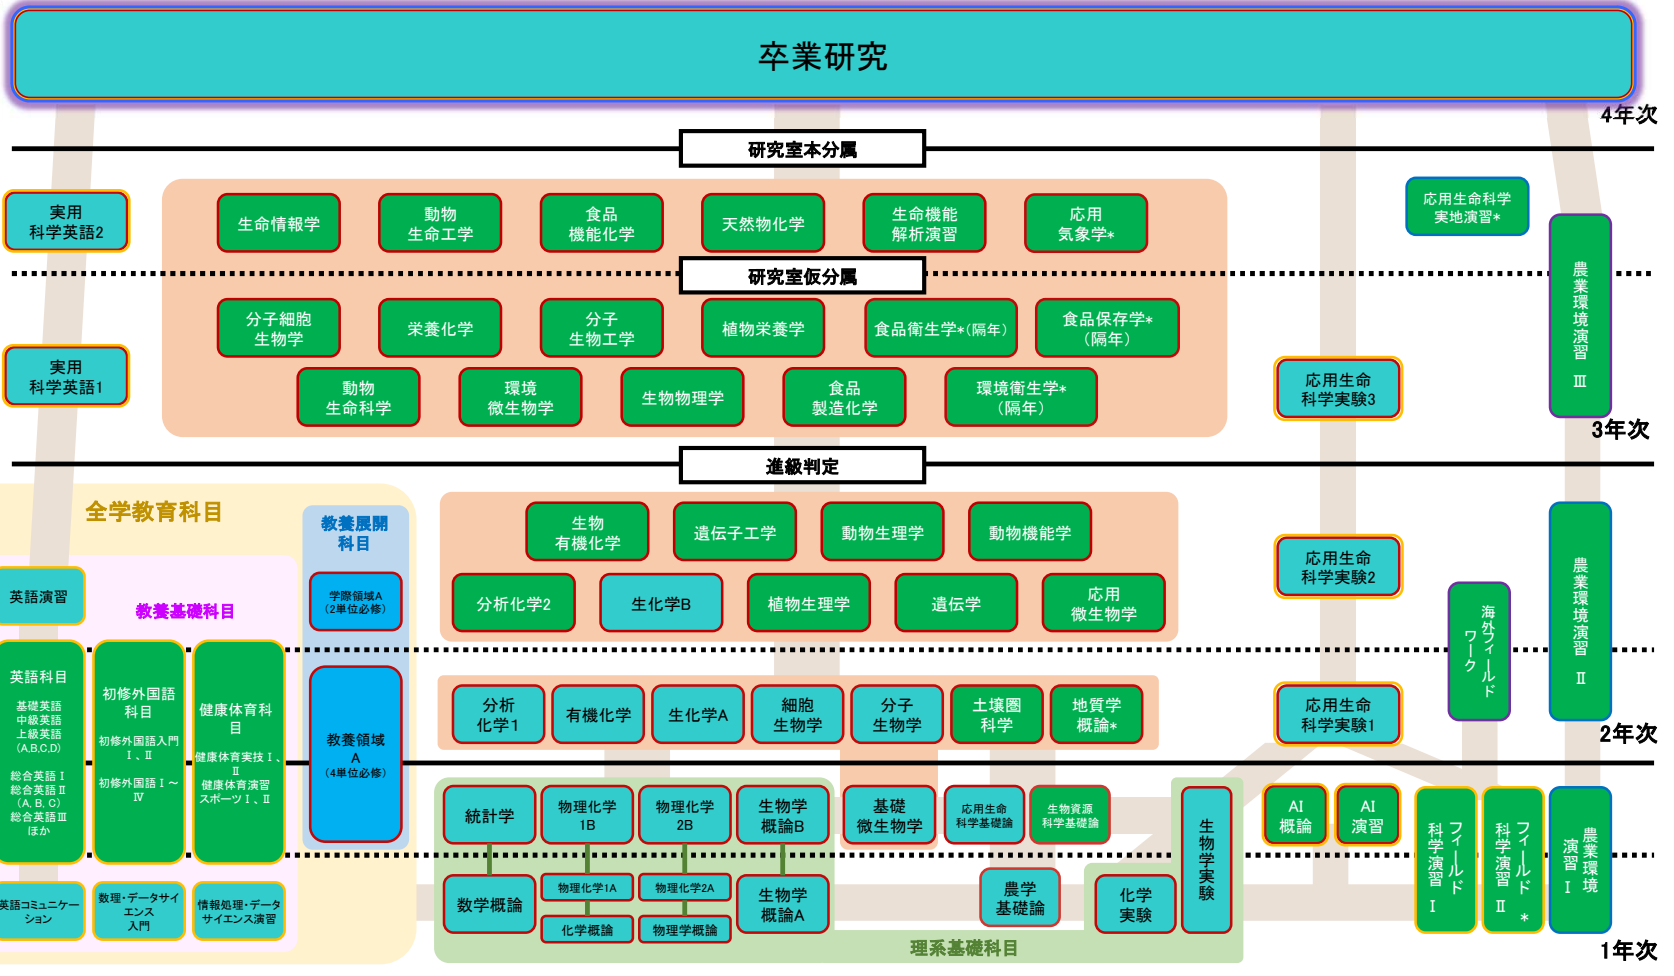 卒業研究
4年次
研究室本分属
実用
科学英語2
生命情報学
動物
生命工学
食品
機能化学
天然物化学
生命機能
解析演習
応用
気象学*
応用生命科学
実地演習*
研究室仮分属
農業環境演習 Ⅲ
分子細胞
生物学
栄養化学
分子
生物工学
植物栄養学
食品衛生学*(隔年)
食品保存学*
(隔年)
実用
科学英語1
動物
生命科学
環境
微生物学
生物物理学
食品
製造化学
環境衛生学*
(隔年)
応用生命
科学実験3
3年次
進級判定
全学教育科目
教養展開
科目
生物
有機化学
遺伝子工学
動物生理学
動物機能学
応用生命
科学実験2
農業環境演習 Ⅱ
英語演習
教養基礎科目
学際領域A
(2単位必修)
分析化学2
生化学B
植物生理学
遺伝学
応用
微生物学
海外フィールド
ワーク
英語科目
基礎英語
中級英語
上級英語
(A,B,C,D)
総合英語Ⅰ
総合英語Ⅱ
(A, B, C)
総合英語Ⅲ
ほか
初修外国語
科目
初修外国語入門
Ⅰ、Ⅱ
初修外国語Ⅰ～
Ⅳ
健康体育科
目
健康体育実技Ⅰ、
Ⅱ
健康体育演習
スポーツⅠ、Ⅱ
教養領域
A
(4単位必修)
分析
化学1
有機化学
生化学A
細胞
生物学
分子
生物学
土壌圏
科学
地質学
概論*
応用生命
科学実験1
2年次
統計学
物理化学
1B
物理化学
2B
生物学
概論B
基礎
微生物学
応用生命
科学基礎論
生物資源
科学基礎論
生物学実験
AI
概論
AI
演習
フィールド
科学演習 Ⅰ
フィールド
科学演習 Ⅱ *
農業環境
演習 Ⅰ
英語コミュニケー
ション
数理・データサイ
エンス
入門
情報処理・データ
サイエンス演習
数学概論
物理化学1A
化学概論
物理化学2A
物理学概論
生物学
概論A
農学
基礎論
化学
実験
理系基礎科目
1年次